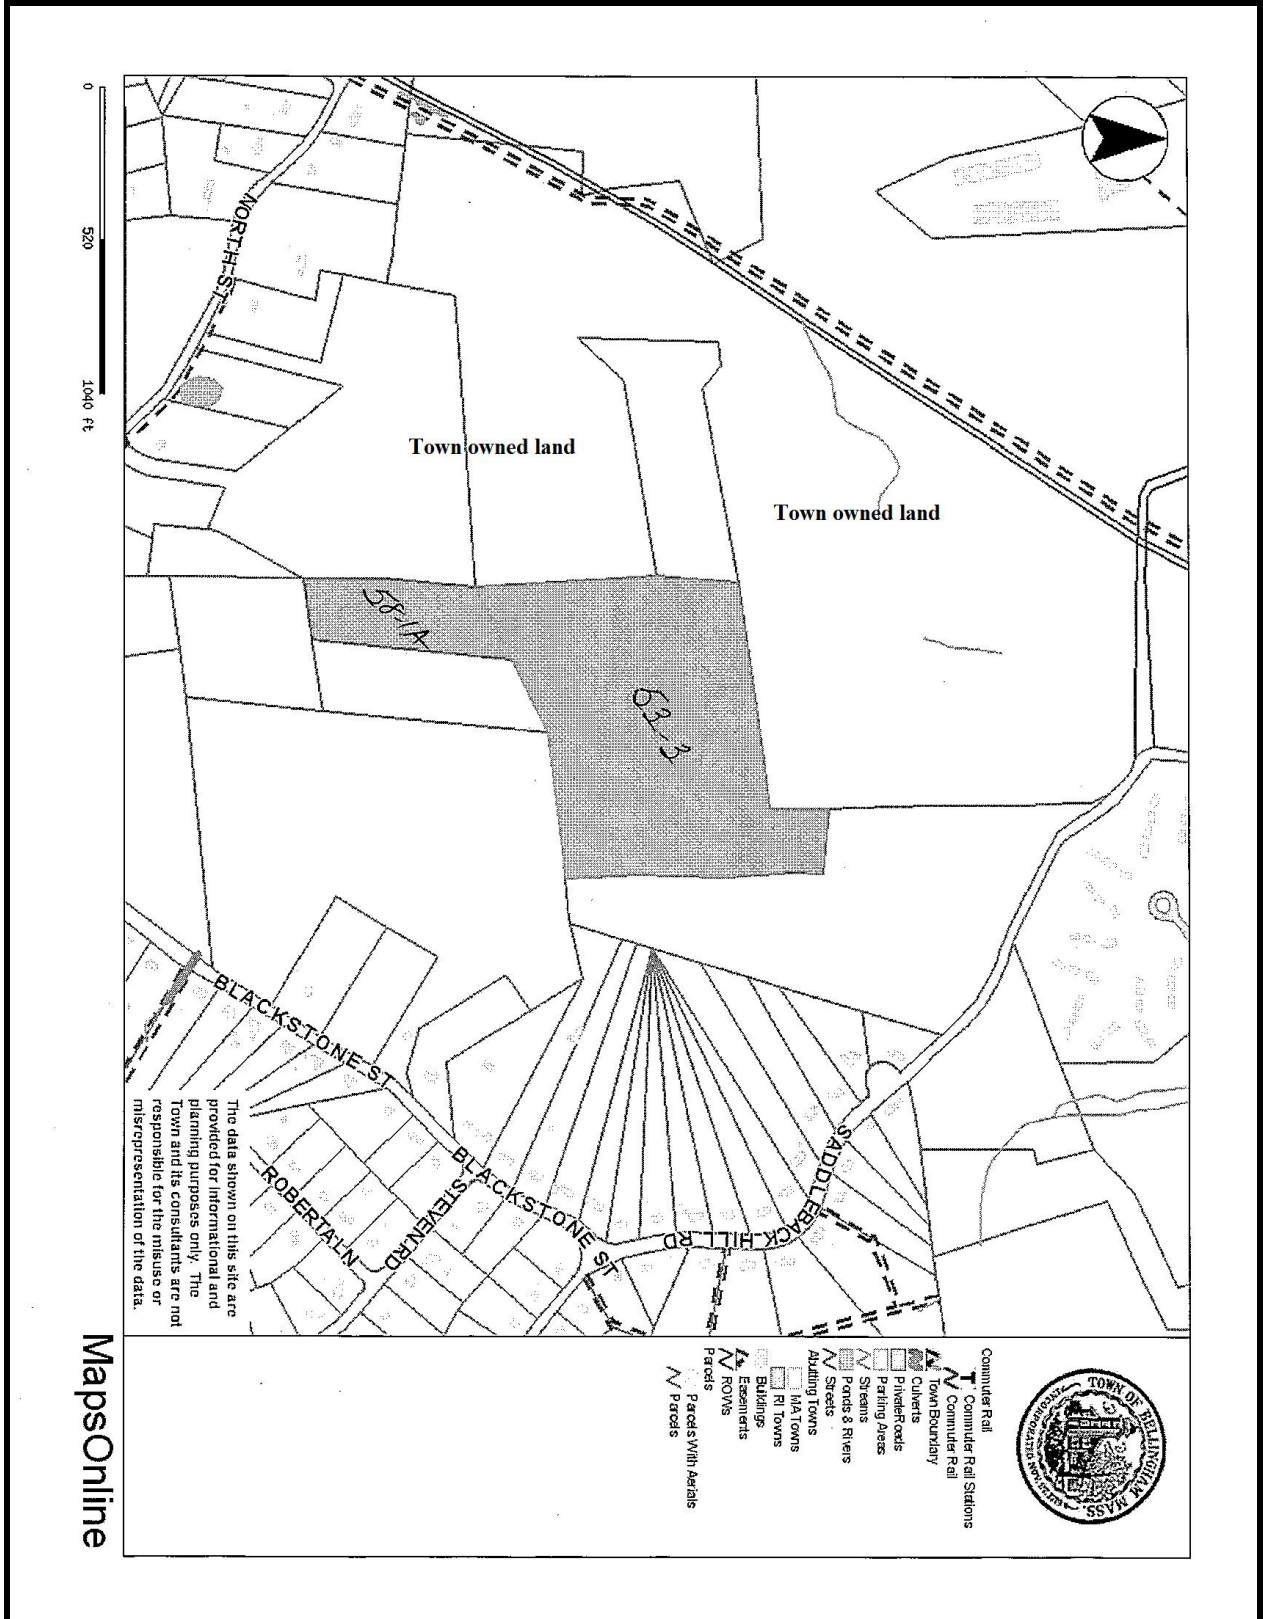 0
520
1040 ft
NORTH ST
Town owned land
Town owned land
58-1A
63-3
BLACKSTONE ST
BLACKSTONE ST
STEVEN RD
ROBERTA LN
SADDLEBACK HILL RD
The data shown on this site are
provided for informational and
planning purposes only. The
Town and its consultants are not
responsible for the misuse or
misrepresentation of the data.
MapsOnline
TOWN OF BELLINGHAM MASS.
Commuter Rail
Commuter Rail Stations
Commuter Rail
Town Boundary
Culverts
PrivateRoads
Parking Areas
Streams
Ponds & Rivers
Streets
Abutting Towns
MA Towns
RI Towns
Buildings
Easements
ROWs
Parcels
Parcels With Aerials
Parcels